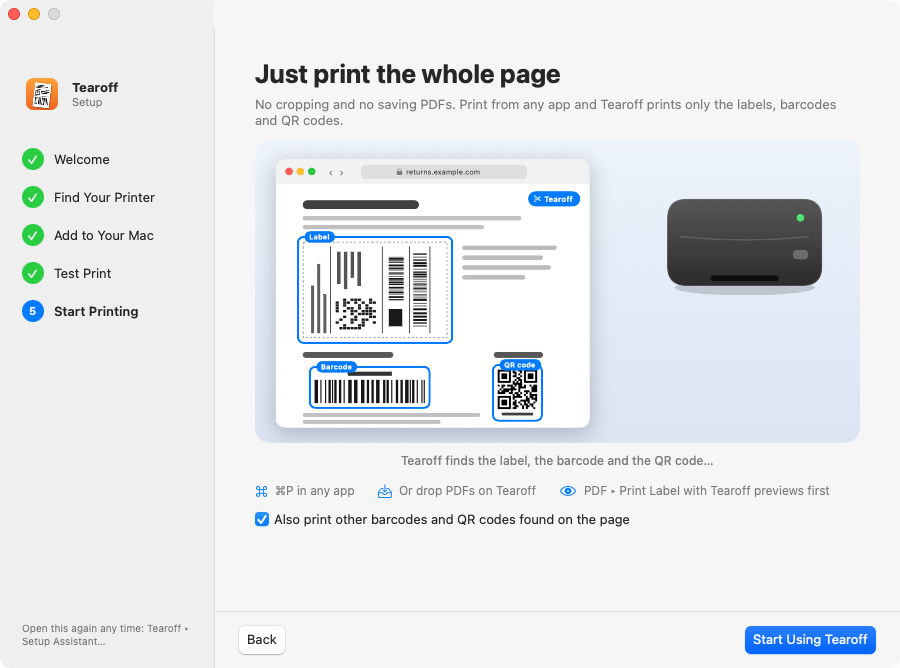 Tearoff
Setup
Welcome
Find Your Printer
Add to Your Mac
Test Print
5
Start Printing
Open this again any time: Tearoff ▸
Setup Assistant...
Just print the whole page
No cropping and no saving PDFs. Print from any app and Tearoff prints only the labels, barcodes
and QR codes.
returns.example.com
Tearoff
Label
Barcode
QR code
Tearoff finds the label, the barcode and the QR code...
⌘P in any app
Or drop PDFs on Tearoff
PDF ▸ Print Label with Tearoff previews first
Also print other barcodes and QR codes found on the page
Back
Start Using Tearoff